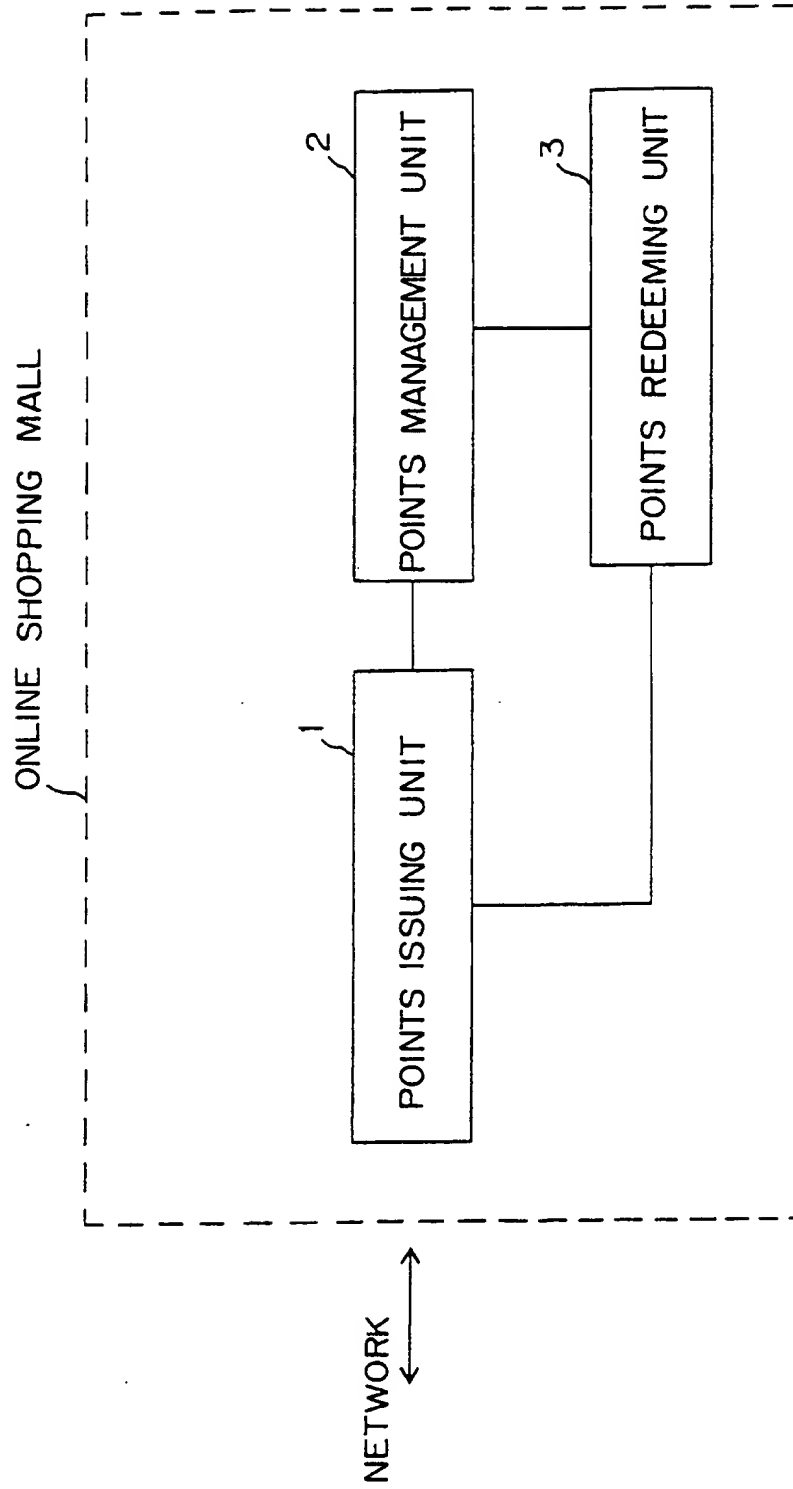 ONLINE SHOPPING MALL
NETWORK
1
POINTS ISSUING UNIT
2
POINTS MANAGEMENT UNIT
3
POINTS REDEEMING UNIT